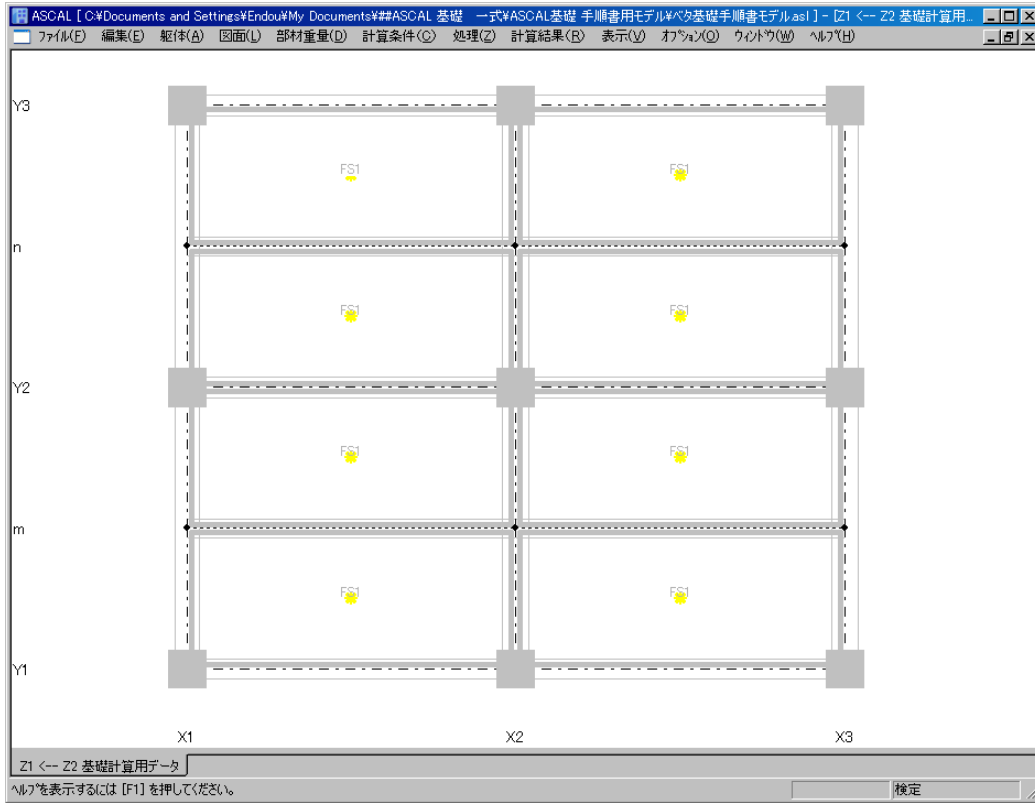 ASCAL [ C:¥Documents and Settings¥Endou¥My Documents¥##ASCAL 基礎　一式¥ASCAL基礎 手順書用モデル¥ベタ基礎手順書モデル.asl ] - [Z1 <-- Z2 基礎計算用...
ファイル(F) 編集(E) 躯体(A) 図面(L) 部材重量(D) 計算条件(C) 処理(Z) 計算結果(R) 表示(V) オプション(O) ウィンドウ(W) ヘルプ(H)
Y3
FS1 FS1
n
FS1 FS1
Y2
FS1 FS1
m
FS1 FS1
Y1
X1 X2 X3
Z1 <-- Z2 基礎計算用データ
ヘルプを表示するには [F1] を押してください。 検定